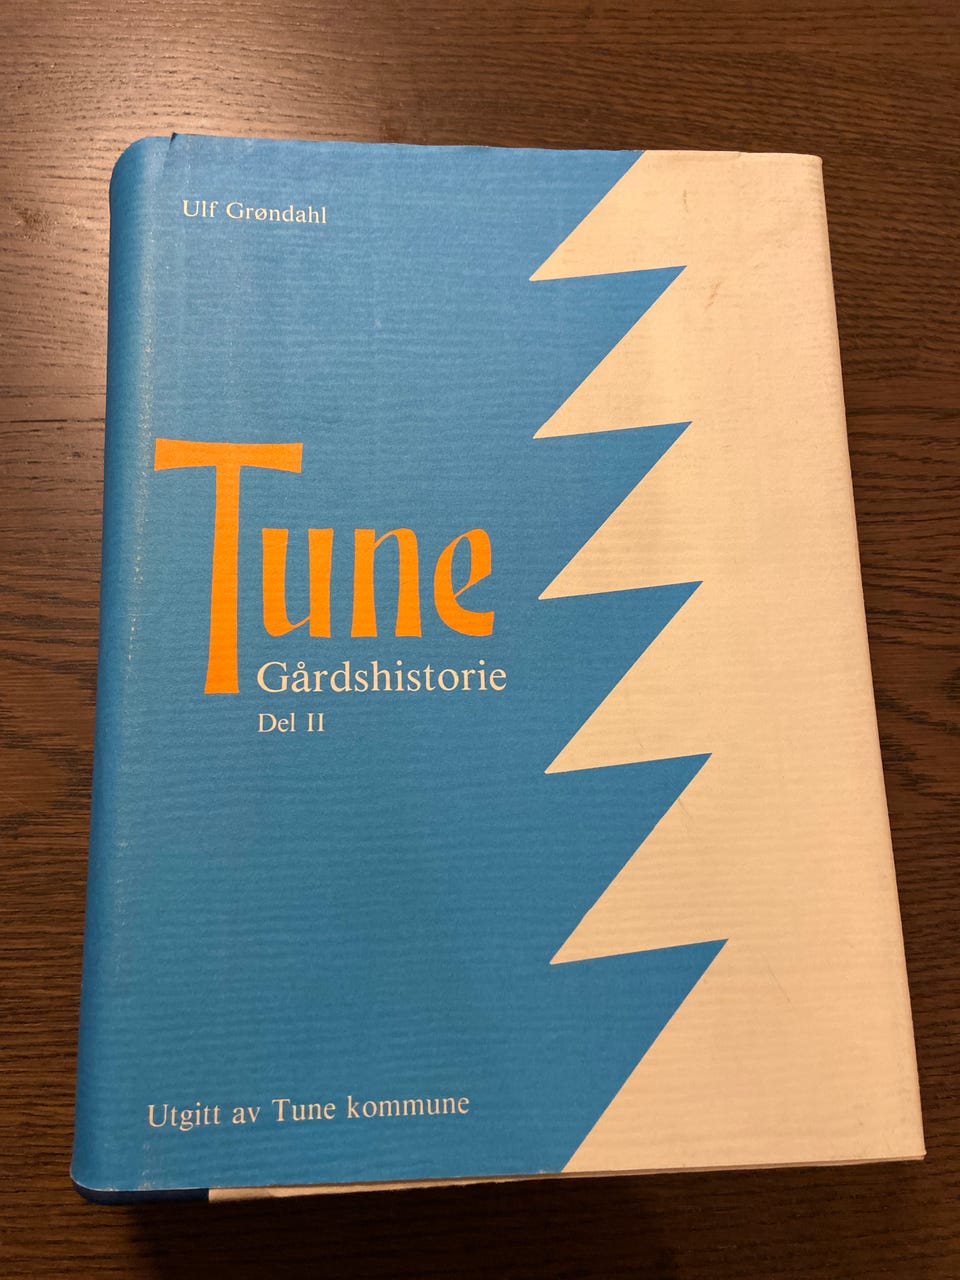 Ulf Grøndahl
Tune
Gårdshistorie
Del II
Utgitt av Tune kommune